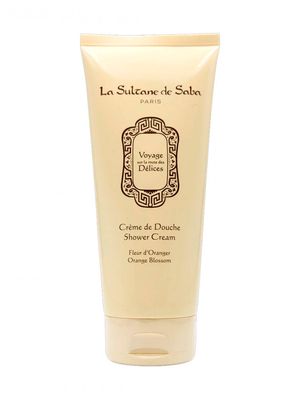 La Sultane de Saba
PARIS
Voyage
sur la route des
Délices
Crème de Douche
Shower Cream
Fleur d'Oranger
Orange Blossom